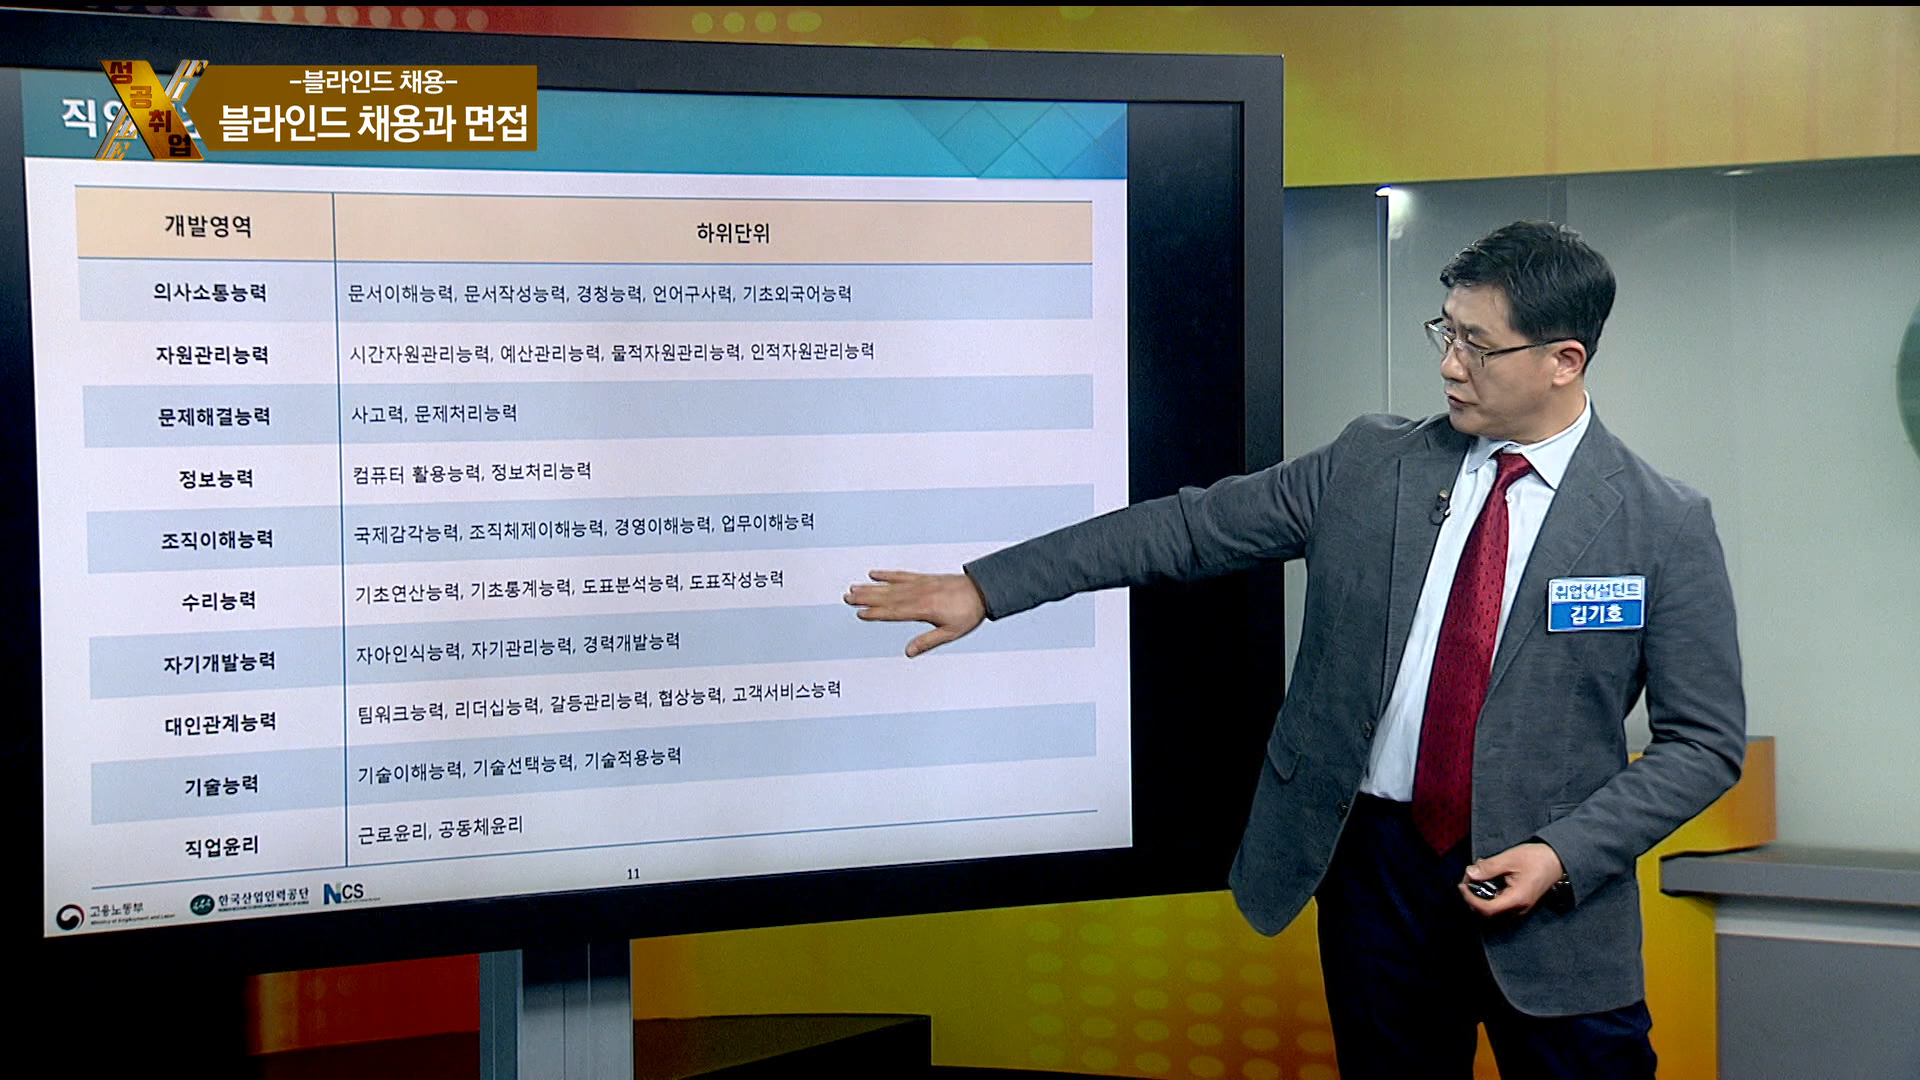 성공취업
-블라인드 채용-
블라인드 채용과 면접
직업
개발영역 하위단위
의사소통능력 문서이해능력, 문서작성능력, 경청능력, 언어구사력, 기초외국어능력
자원관리능력 시간자원관리능력, 예산관리능력, 물적자원관리능력, 인적자원관리능력
문제해결능력 사고력, 문제처리능력
정보능력 컴퓨터 활용능력, 정보처리능력
조직이해능력 국제감각능력, 조직체제이해능력, 경영이해능력, 업무이해능력
수리능력 기초연산능력, 기초통계능력, 도표분석능력, 도표작성능력
자기개발능력 자아인식능력, 자기관리능력, 경력개발능력
대인관계능력 팀워크능력, 리더십능력, 갈등관리능력, 협상능력, 고객서비스능력
기술능력 기술이해능력, 기술선택능력, 기술적용능력
직업윤리 근로윤리, 공동체윤리
11
고용노동부 한국산업인력공단 NCS
취업컨설턴트
김기호